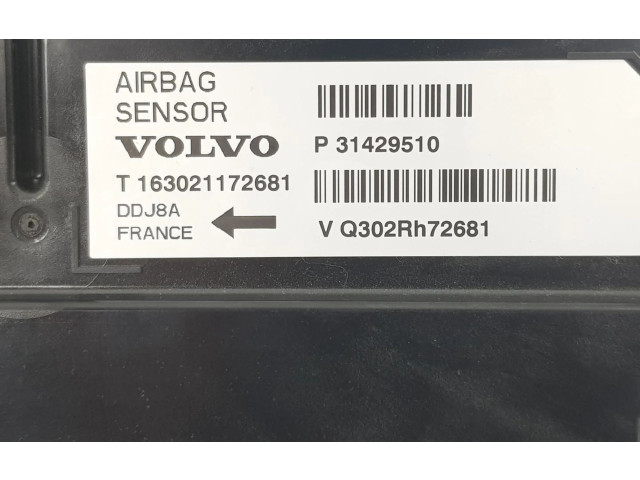 AIRBAG
SENSOR
VOLVO
P 31429510
T 163021172681
DDJ8A
FRANCE
V Q302Rh72681